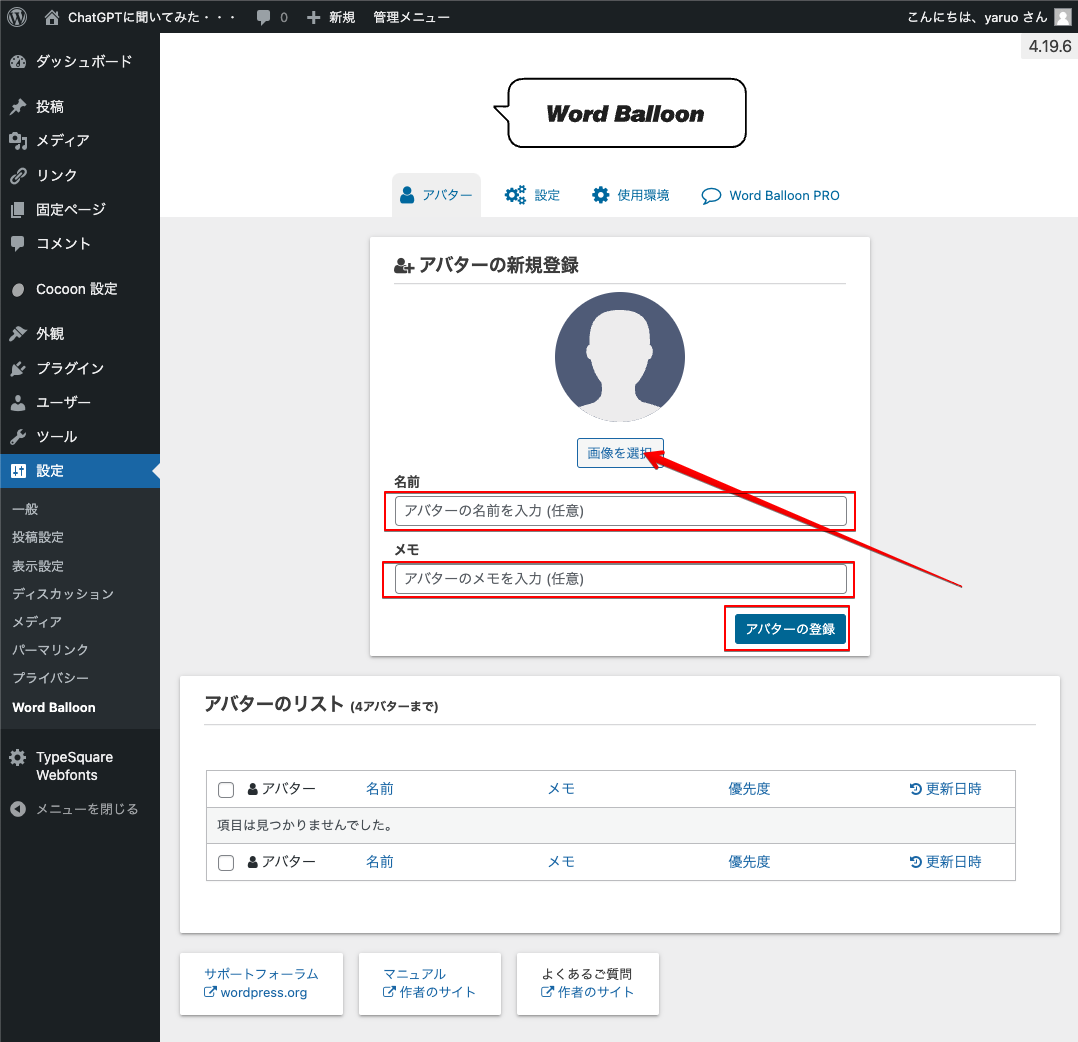 ChatGPTに聞いてみた・・・ 0 新規 管理メニュー こんにちは、yaruo さん
4.19.6
ダッシュボード
投稿
メディア
リンク
固定ページ
コメント
Cocoon 設定
外観
プラグイン
ユーザー
ツール
設定
一般
投稿設定
表示設定
ディスカッション
メディア
パーマリンク
プライバシー
Word Balloon
TypeSquare
Webfonts
メニューを閉じる
Word Balloon
アバター 設定 使用環境 Word Balloon PRO
アバターの新規登録
画像を選択
名前
アバターの名前を入力 (任意)
メモ
アバターのメモを入力 (任意)
アバターの登録
アバターのリスト (4アバターまで)
アバター 名前 メモ 優先度 更新日時
項目は見つかりませんでした。
アバター 名前 メモ 優先度 更新日時
サポートフォーラム
wordpress.org
マニュアル
作者のサイト
よくあるご質問
作者のサイト